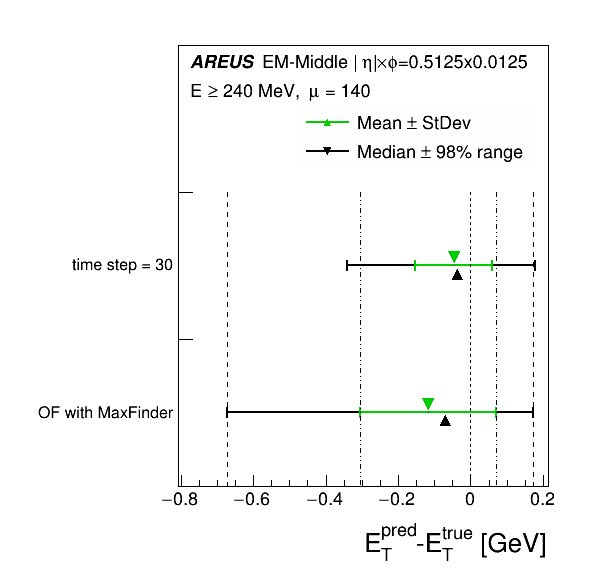 AREUS EM-Middle |η|×ϕ=0.5125x0.0125
E ≥ 240 MeV, μ = 140
Mean ± StDev
Median ± 98% range
time step = 30
OF with MaxFinder
−0.8 −0.6 −0.4 −0.2 0 0.2
E_T^pred-E_T^true [GeV]